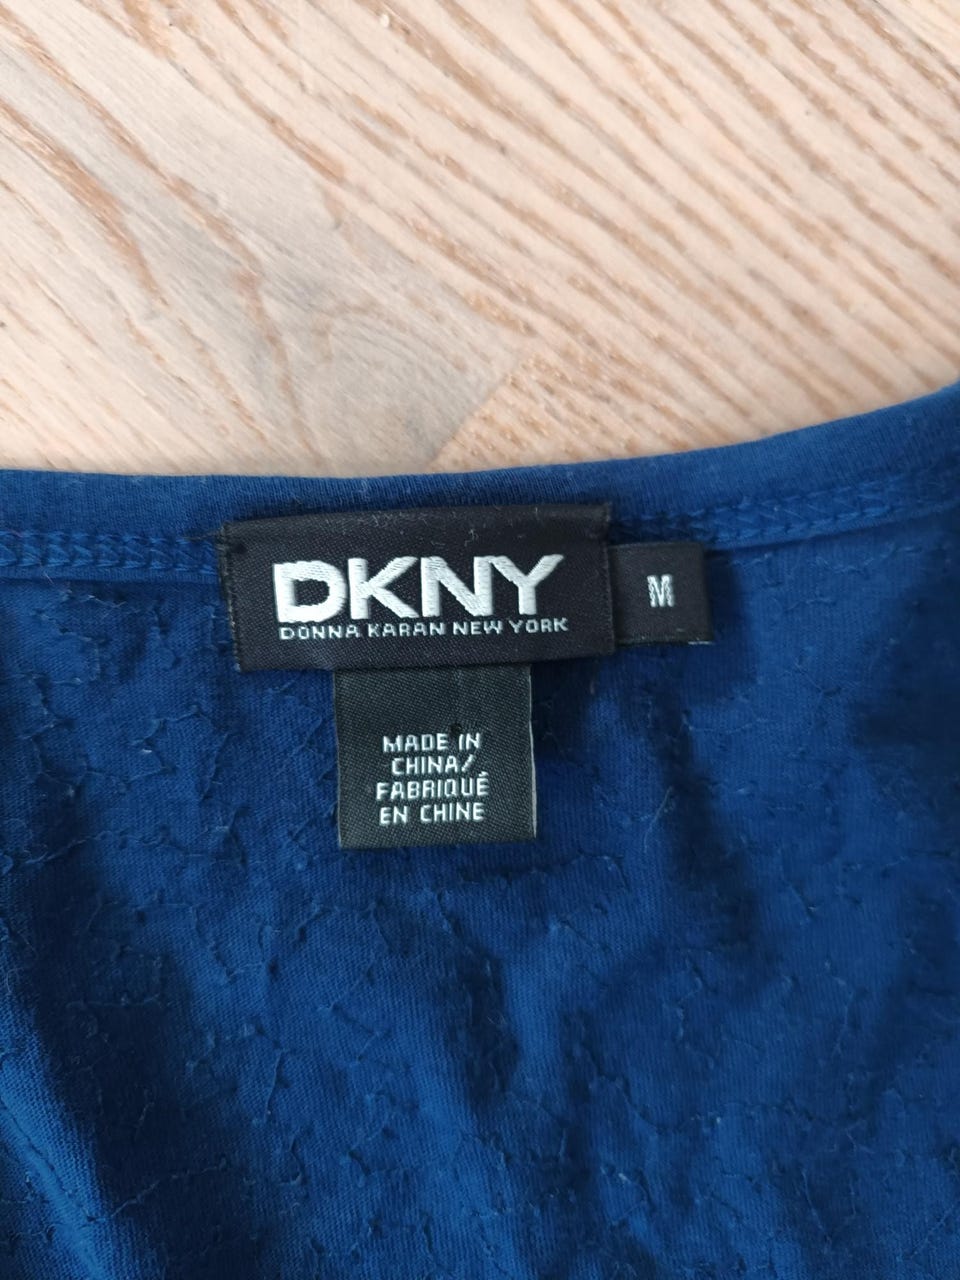 DKNY
DONNA KARAN NEW YORK
M
MADE IN
CHINA/
FABRIQUÉ
EN CHINE